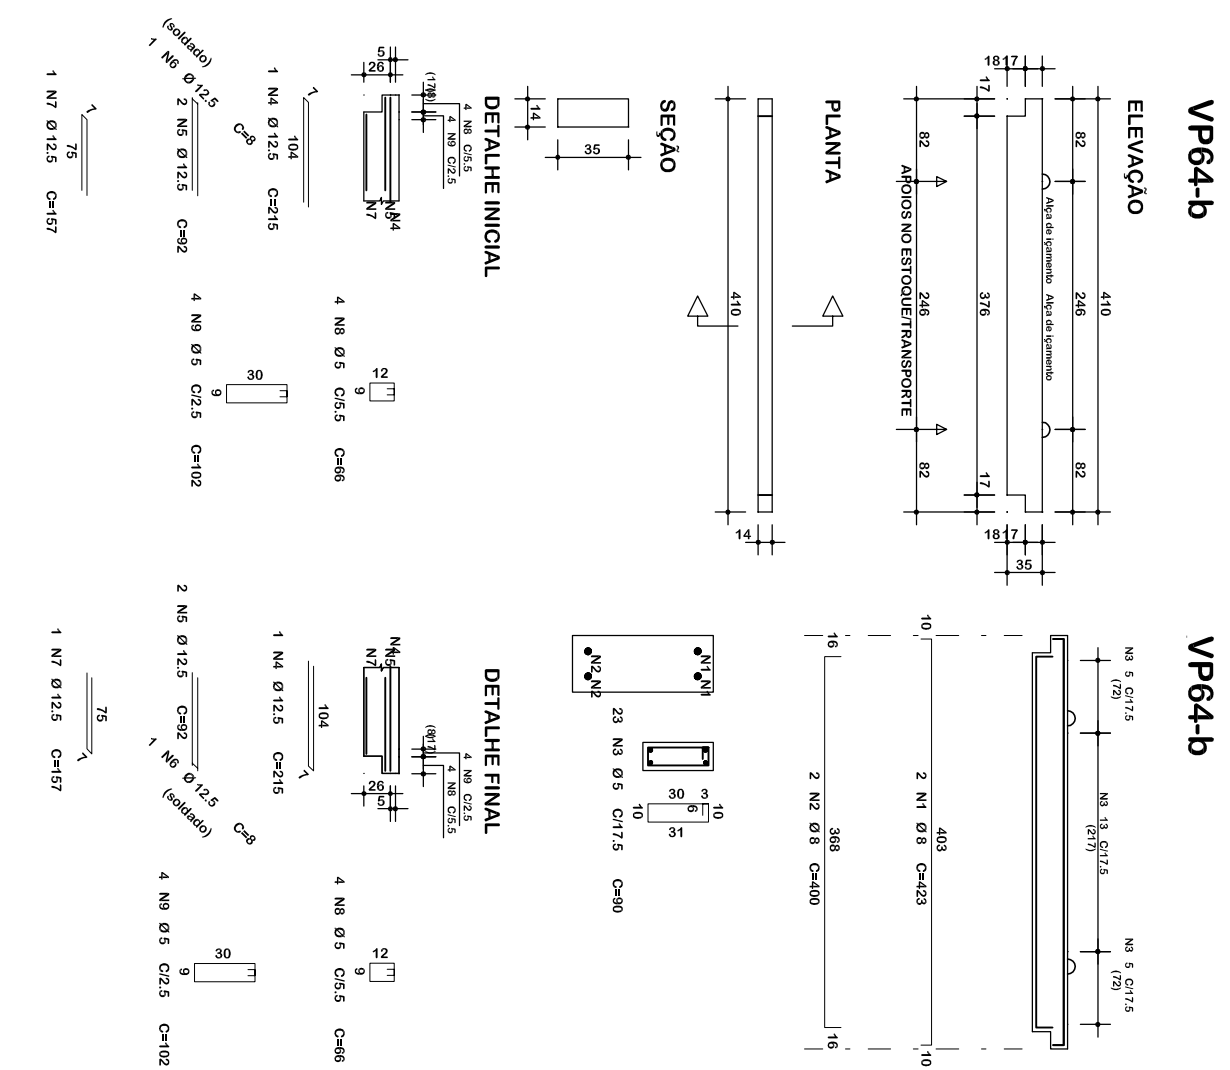 VP64-b
ELEVAÇÃO
410
82
246
82
18
17
17
376
17
18
17
35
Alça de içamento
Alça de içamento
82
246
82
APOIOS NO ESTOQUE/TRANSPORTE
PLANTA
410
14
SEÇÃO
14
35
DETALHE INICIAL
5
26
(17)
(8)
4 N8 C/5.5
4 N9 C/2.5
N4
N5
N7
7
104
1 N4 Ø 12.5 C=215
2 N5 Ø 12.5 C=92
1 N6 Ø 12.5 C=8
(soldado)
7
75
1 N7 Ø 12.5 C=157
12
9
4 N8 Ø 5 C/5.5 C=66
30
9
4 N9 Ø 5 C/2.5 C=102
VP64-b
N3 5 C/17.5
(72)
N3 13 C/17.5
(217)
N3 5 C/17.5
(72)
10
403
10
2 N1 Ø 8 C=423
16
368
16
2 N2 Ø 8 C=400
N1
N1
N2
N2
30
3
10
6
10
31
23 N3 Ø 5 C/17.5 C=90
DETALHE FINAL
N4
N5
N7
(8)
(17)
4 N9 C/2.5
4 N8 C/5.5
26
5
104
7
1 N4 Ø 12.5 C=215
2 N5 Ø 12.5 C=92
1 N6 Ø 12.5 C=8
(soldado)
75
7
1 N7 Ø 12.5 C=157
12
9
4 N8 Ø 5 C/5.5 C=66
30
9
4 N9 Ø 5 C/2.5 C=102